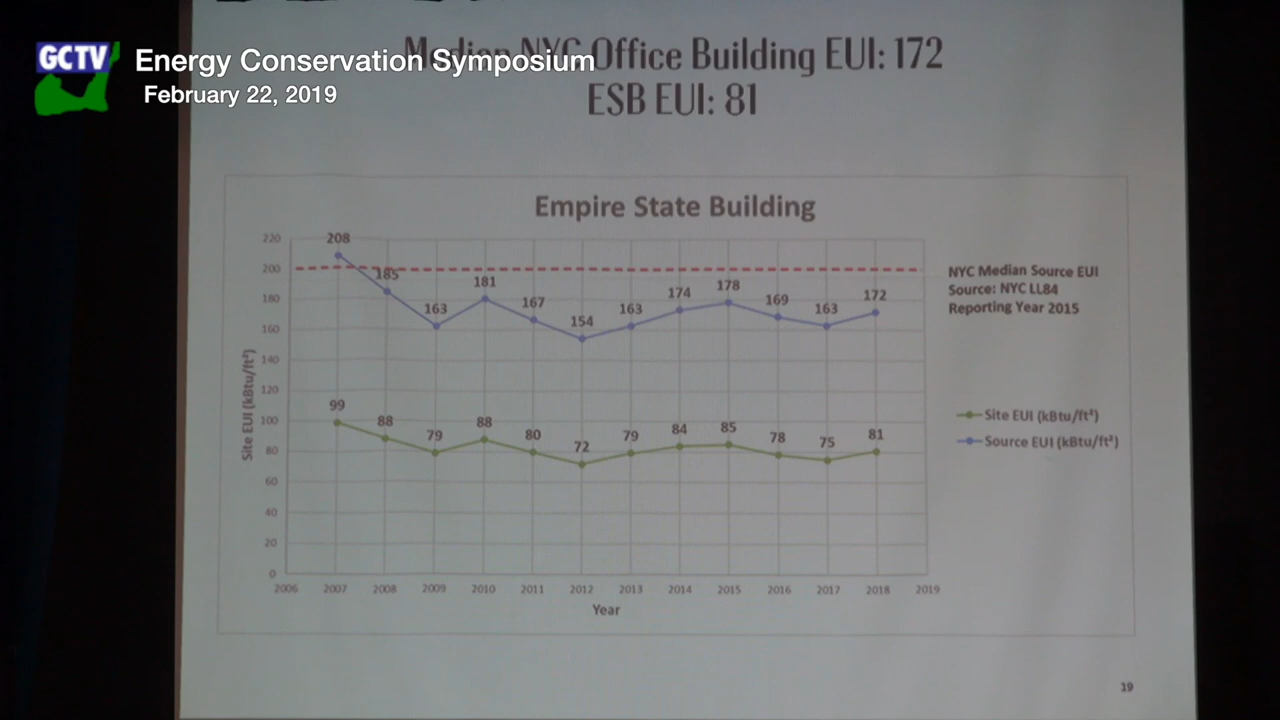 GCTV
Energy Conservation Symposium
February 22, 2019
Median NYC Office Building EUI: 172
ESB EUI: 81
Empire State Building
220
200
180
160
140
120
100
80
60
40
20
0
Site EUI (kBtu/ft²)
208
185
163
181
167
154
163
174
178
169
163
172
99
88
79
88
80
72
79
84
85
78
75
81
NYC Median Source EUI
Source: NYC LL84
Reporting Year 2015
Site EUI (kBtu/ft²)
Source EUI (kBtu/ft²)
2006 2007 2008 2009 2010 2011 2012 2013 2014 2015 2016 2017 2018 2019
Year
19